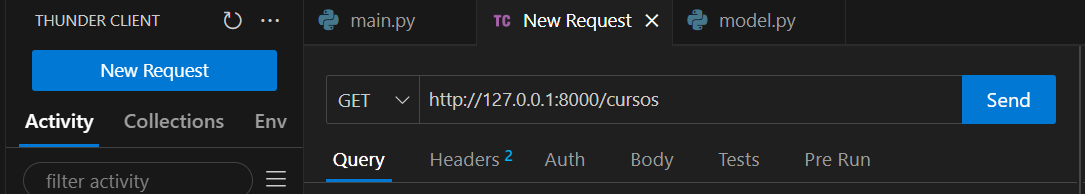 THUNDER CLIENT
New Request
Activity Collections Env
filter activity
main.py
TC New Request
model.py
GET http://127.0.0.1:8000/cursos Send
Query Headers 2 Auth Body Tests Pre Run